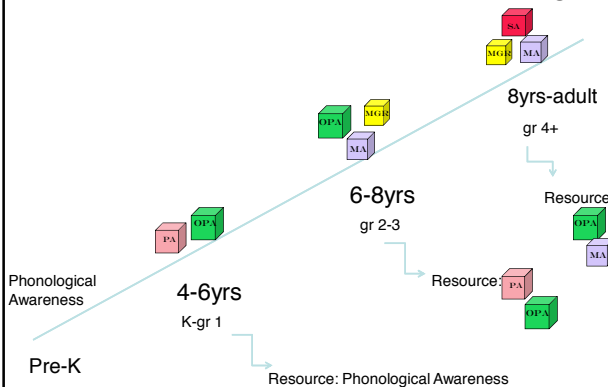 SA
MGR
MA
8yrs-adult
gr 4+
OPA
MGR
MA
6-8yrs
gr 2-3
Resource
OPA
MA
PA
OPA
4-6yrs
K-gr 1
Resource:
PA
OPA
Phonological
Awareness
Pre-K
Resource: Phonological Awareness